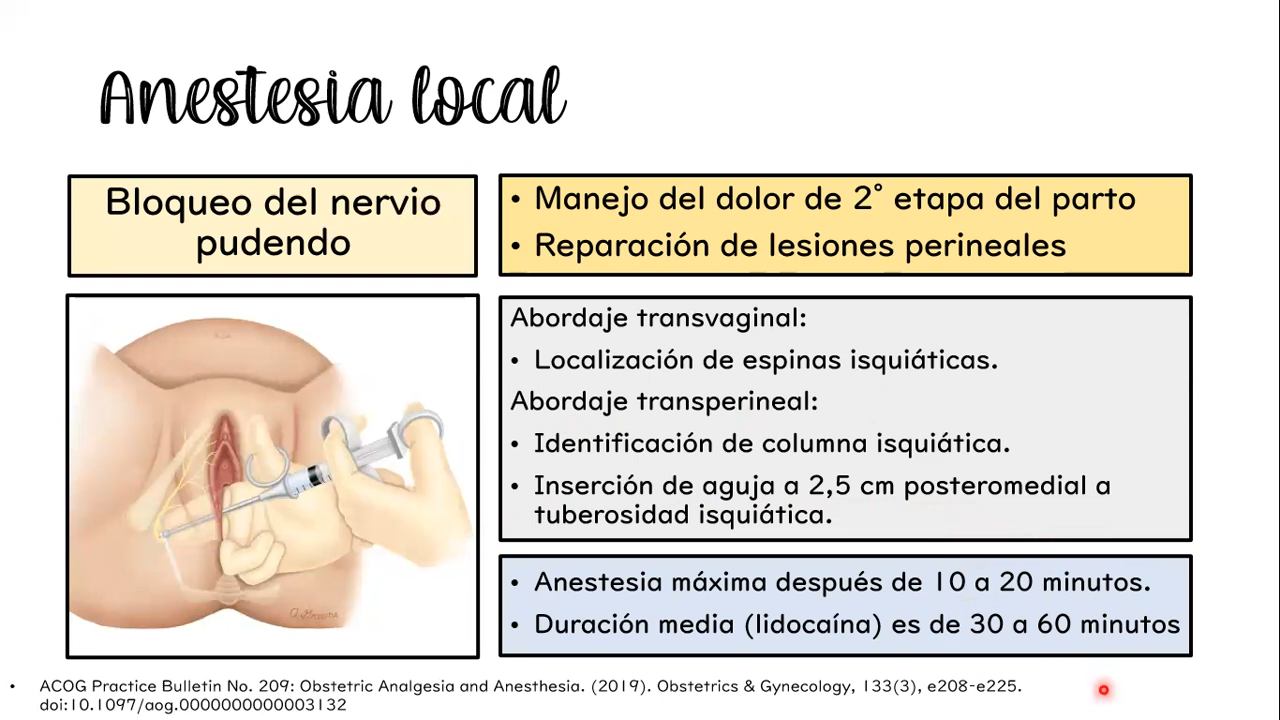 Anestesia local
Bloqueo del nervio
pudendo
• Manejo del dolor de 2° etapa del parto
• Reparación de lesiones perineales
Abordaje transvaginal:
• Localización de espinas isquiáticas.
Abordaje transperineal:
• Identificación de columna isquiática.
• Inserción de aguja a 2,5 cm posteromedial a
tuberosidad isquiática.
• Anestesia máxima después de 10 a 20 minutos.
• Duración media (lidocaína) es de 30 a 60 minutos
• ACOG Practice Bulletin No. 209: Obstetric Analgesia and Anesthesia. (2019). Obstetrics & Gynecology, 133(3), e208-e225.
doi:10.1097/aog.0000000000003132